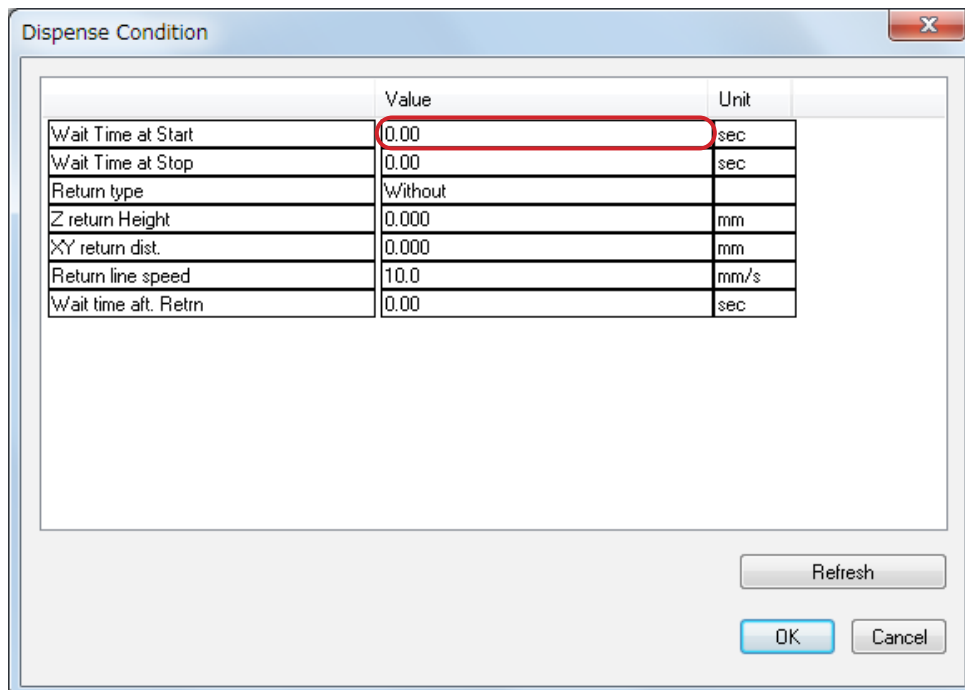 Dispense Condition
Value Unit
Wait Time at Start 0.00 sec
Wait Time at Stop 0.00 sec
Return type Without
Z return Height 0.000 mm
XY return dist. 0.000 mm
Return line speed 10.0 mm/s
Wait time aft. Retrn 0.00 sec
Refresh
OK Cancel